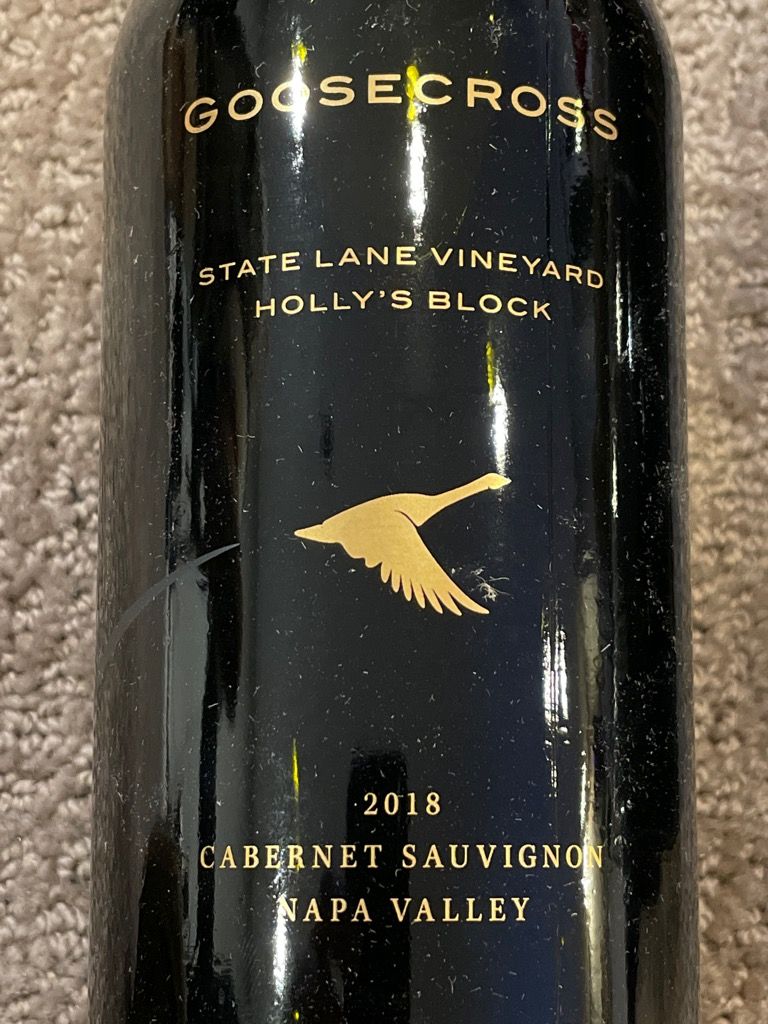 GOOSECROSS
STATE LANE VINEYARD
HOLLY'S BLOCK
2018
CABERNET SAUVIGNON
NAPA VALLEY